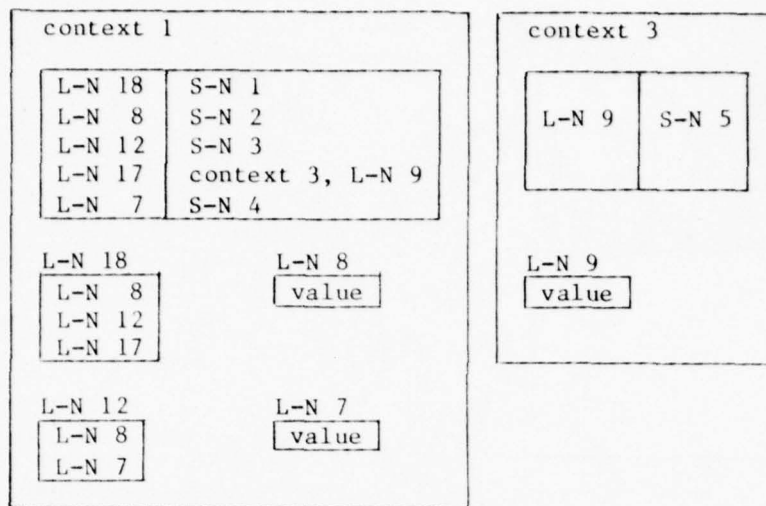 context 1
L-N 18 S-N 1
L-N 8 S-N 2
L-N 12 S-N 3
L-N 17 context 3, L-N 9
L-N 7 S-N 4
L-N 18
L-N 8
L-N 12
L-N 17
L-N 8
value
L-N 12
L-N 8
L-N 7
L-N 7
value
context 3
L-N 9 S-N 5
L-N 9
value